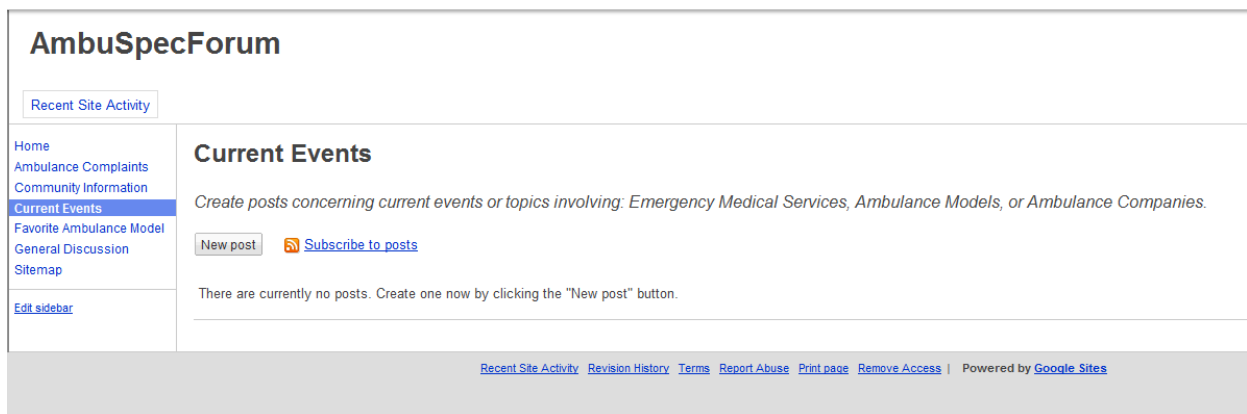 AmbuSpecForum
Recent Site Activity
Home
Ambulance Complaints
Community Information
Current Events
Favorite Ambulance Model
General Discussion
Sitemap
Edit sidebar
Current Events
Create posts concerning current events or topics involving: Emergency Medical Services, Ambulance Models, or Ambulance Companies.
New post Subscribe to posts
There are currently no posts. Create one now by clicking the "New post" button.
Recent Site Activity Revision History Terms Report Abuse Print page Remove Access | Powered by Google Sites